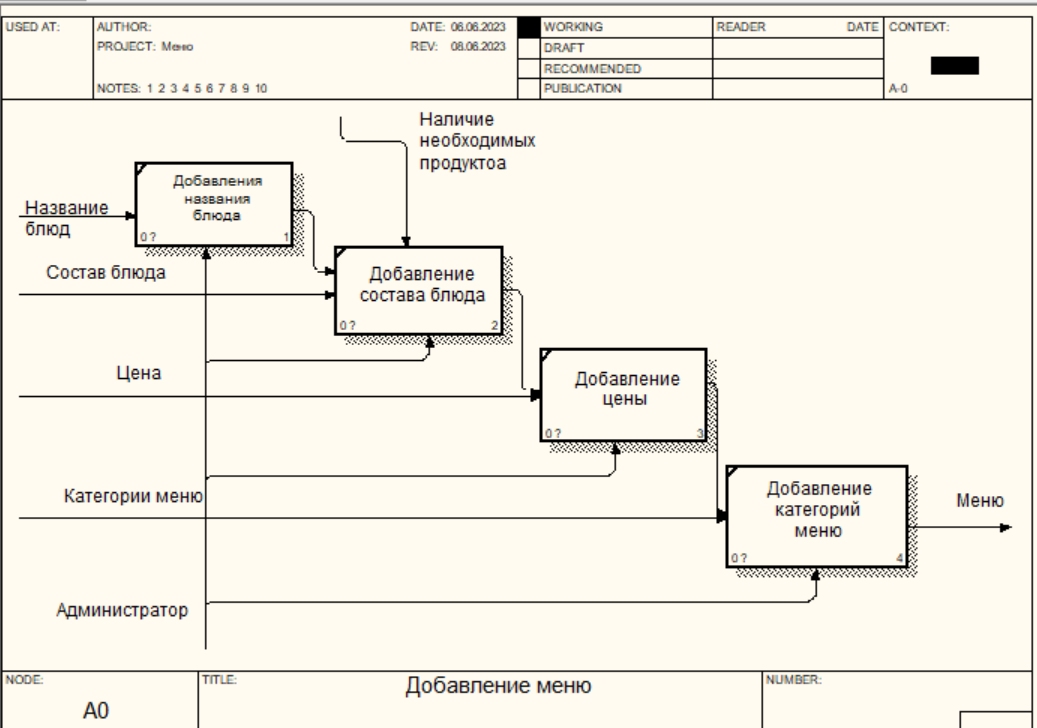 USED AT:
AUTHOR:
DATE: 06.06.2023
WORKING
READER
DATE
CONTEXT:
PROJECT: Меню
REV: 08.06.2023
DRAFT
RECOMMENDED
NOTES: 1 2 3 4 5 6 7 8 9 10
PUBLICATION
A-0
Наличие
необходимых
продуктоа
Добавления
названия
блюда
0 ?
1
Название
блюд
Состав блюда
Добавление
состава блюда
0 ?
2
Цена
Добавление
цены
0 ?
3
Категории меню
Добавление
категорий
меню
0 ?
4
Меню
Администратор
NODE:
A0
TITLE:
Добавление меню
NUMBER: